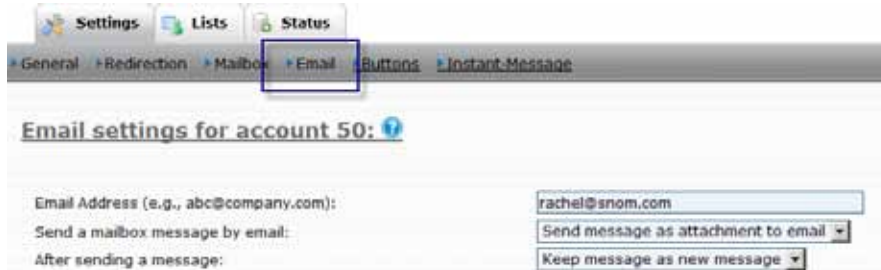 Settings Lists Status
General Redirection Mailbox Email Buttons Instant-Message
Email settings for account 50:
Email Address (e.g., abc@company.com): rachel@snom.com
Send a mailbox message by email: Send message as attachment to email
After sending a message: Keep message as new message